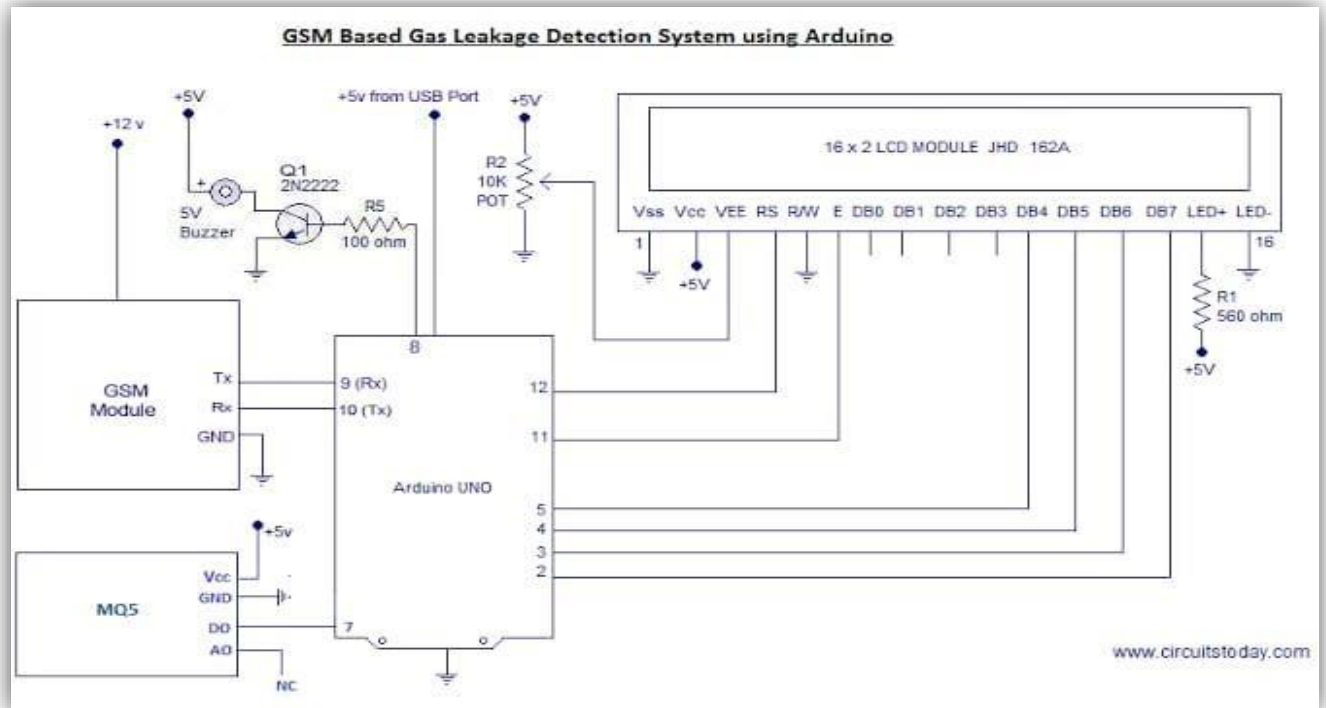 GSM Based Gas Leakage Detection System using Arduino
+5V
+5v from USB Port
+5V
+12 v
Q1
2N2222
R5
100 ohm
+
5V
Buzzer
R2
10K
POT
16 x 2 LCD MODULE JHD 162A
Vss Vcc VEE RS R/W E DB0 DB1 DB2 DB3 DB4 DB5 DB6 DB7 LED+ LED-
1
16
+5V
R1
560 ohm
+5V
GSM
Module
Tx
Rx
GND
8
9 (Rx)
10 (Tx)
12
11
Arduino UNO
5
4
3
2
7
+5v
MQ5
Vcc
GND
DO
AO
NC
www.circuitstoday.com